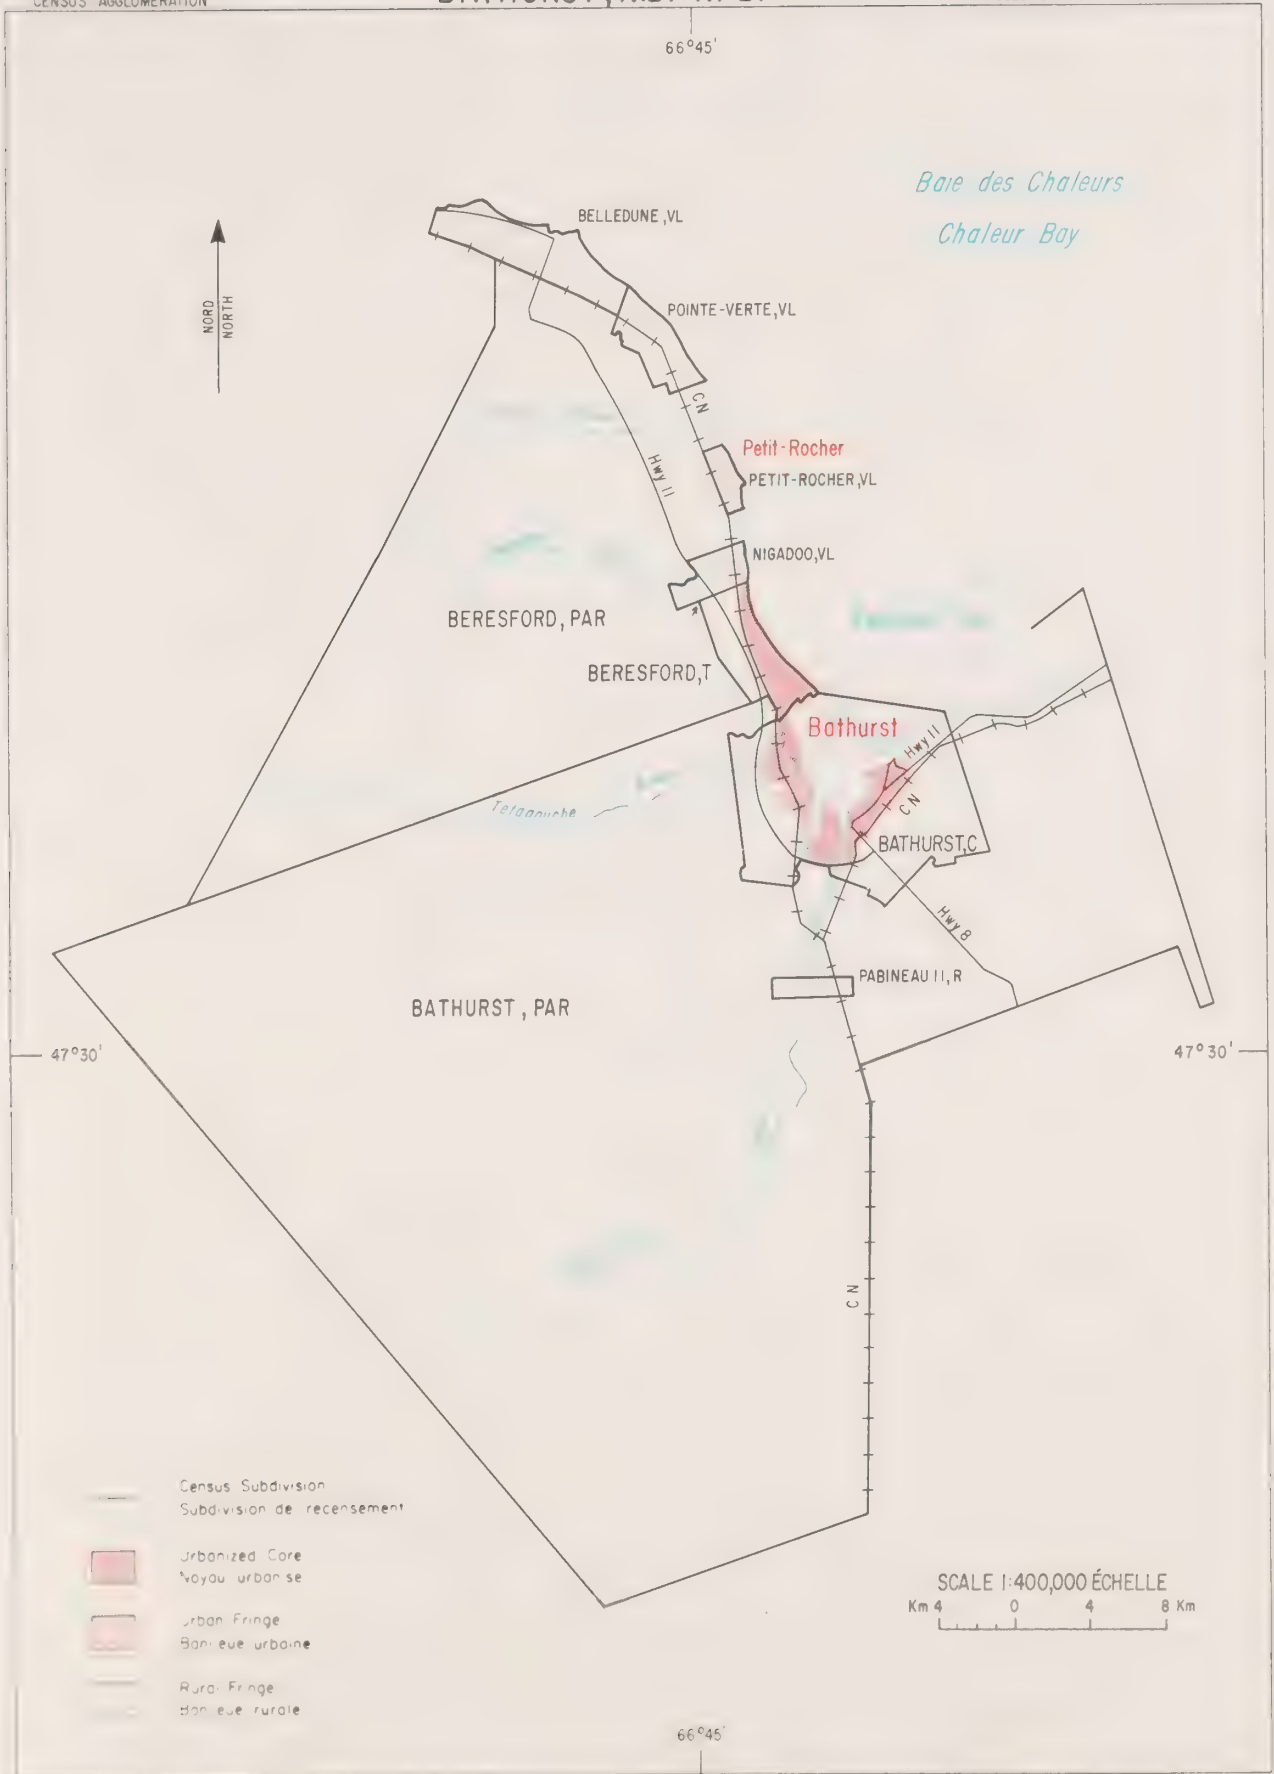 CENSUS AGGLOMERATION
66°45'
Baie des Chaleurs
Chaleur Bay
BELLEDUNE, VL
NORD
NORTH
POINTE-VERTE, VL
CN
Petit-Rocher
PETIT-ROCHER, VL
Hwy 11
NIGADOO, VL
BERESFORD, PAR
BERESFORD, T
Bathurst
Hwy 11
CN
BATHURST, C
Hwy 8
PABINEAU 11, R
BATHURST, PAR
47°30'
47°30'
CN
Census Subdivision
Subdivision de recensement
Urbanized Core
Noyau urbanisé
Urban Fringe
Banlieue urbaine
Rural Fringe
Banlieue rurale
SCALE 1:400,000 ÉCHELLE
Km 4 0 4 8 Km
66°45'